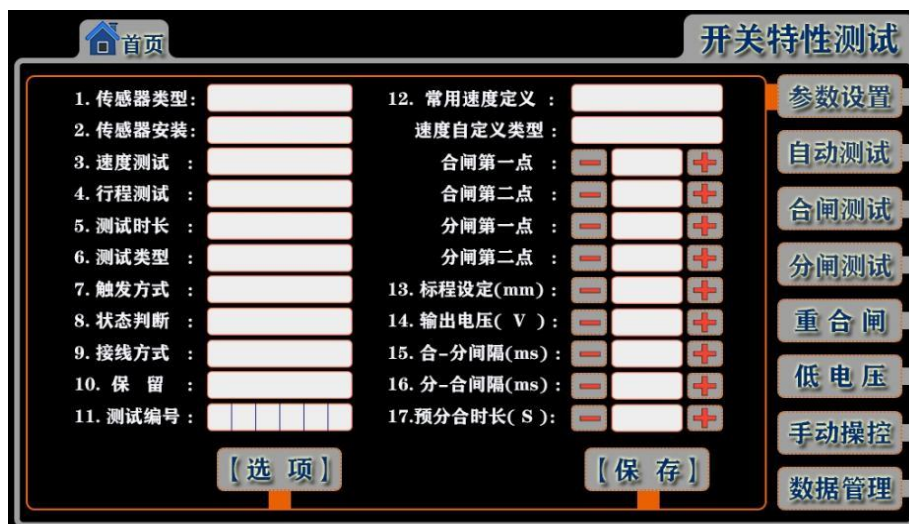 首页
开关特性测试
1. 传感器类型:
2. 传感器安装:
3. 速度测试 :
4. 行程测试 :
5. 测试时长 :
6. 测试类型 :
7. 触发方式 :
8. 状态判断 :
9. 接线方式 :
10. 保 留 :
11. 测试编号 :
【选 项】
12. 常用速度定义 :
速度自定义类型 :
合闸第一点 :
合闸第二点 :
分闸第一点 :
分闸第二点 :
13. 标程设定(mm) :
14. 输出电压( V ) :
15. 合-分间隔(ms) :
16. 分-合间隔(ms) :
17.预分合时长( S ):
【保 存】
参数设置
自动测试
合闸测试
分闸测试
重合闸
低电压
手动操控
数据管理